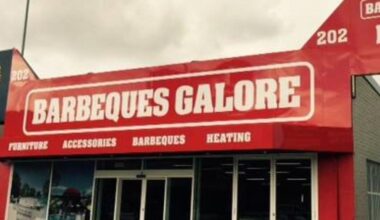 202
BARBEQUES GALORE
FURNITURE ACCESSORIES BARBEQUES HEATING
202